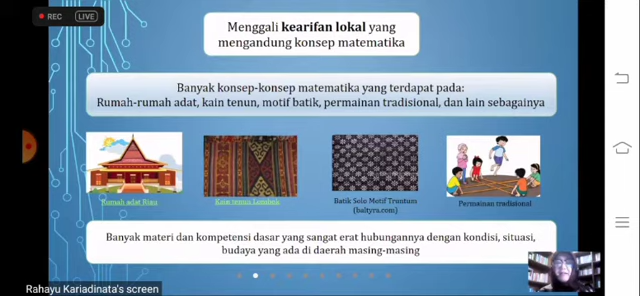 REC
LIVE
Menggali kearifan lokal yang
mengandung konsep matematika
Banyak konsep-konsep matematika yang terdapat pada:
Rumah-rumah adat, kain tenun, motif batik, permainan tradisional, dan lain sebagainya
Rumah adat Riau
Kain tenun Lombok
Batik Solo Motif Truntum
(baltyra.com)
Permainan tradisional
Banyak materi dan kompetensi dasar yang sangat erat hubungannya dengan kondisi, situasi,
budaya yang ada di daerah masing-masing
Rahayu Kariadinata's screen